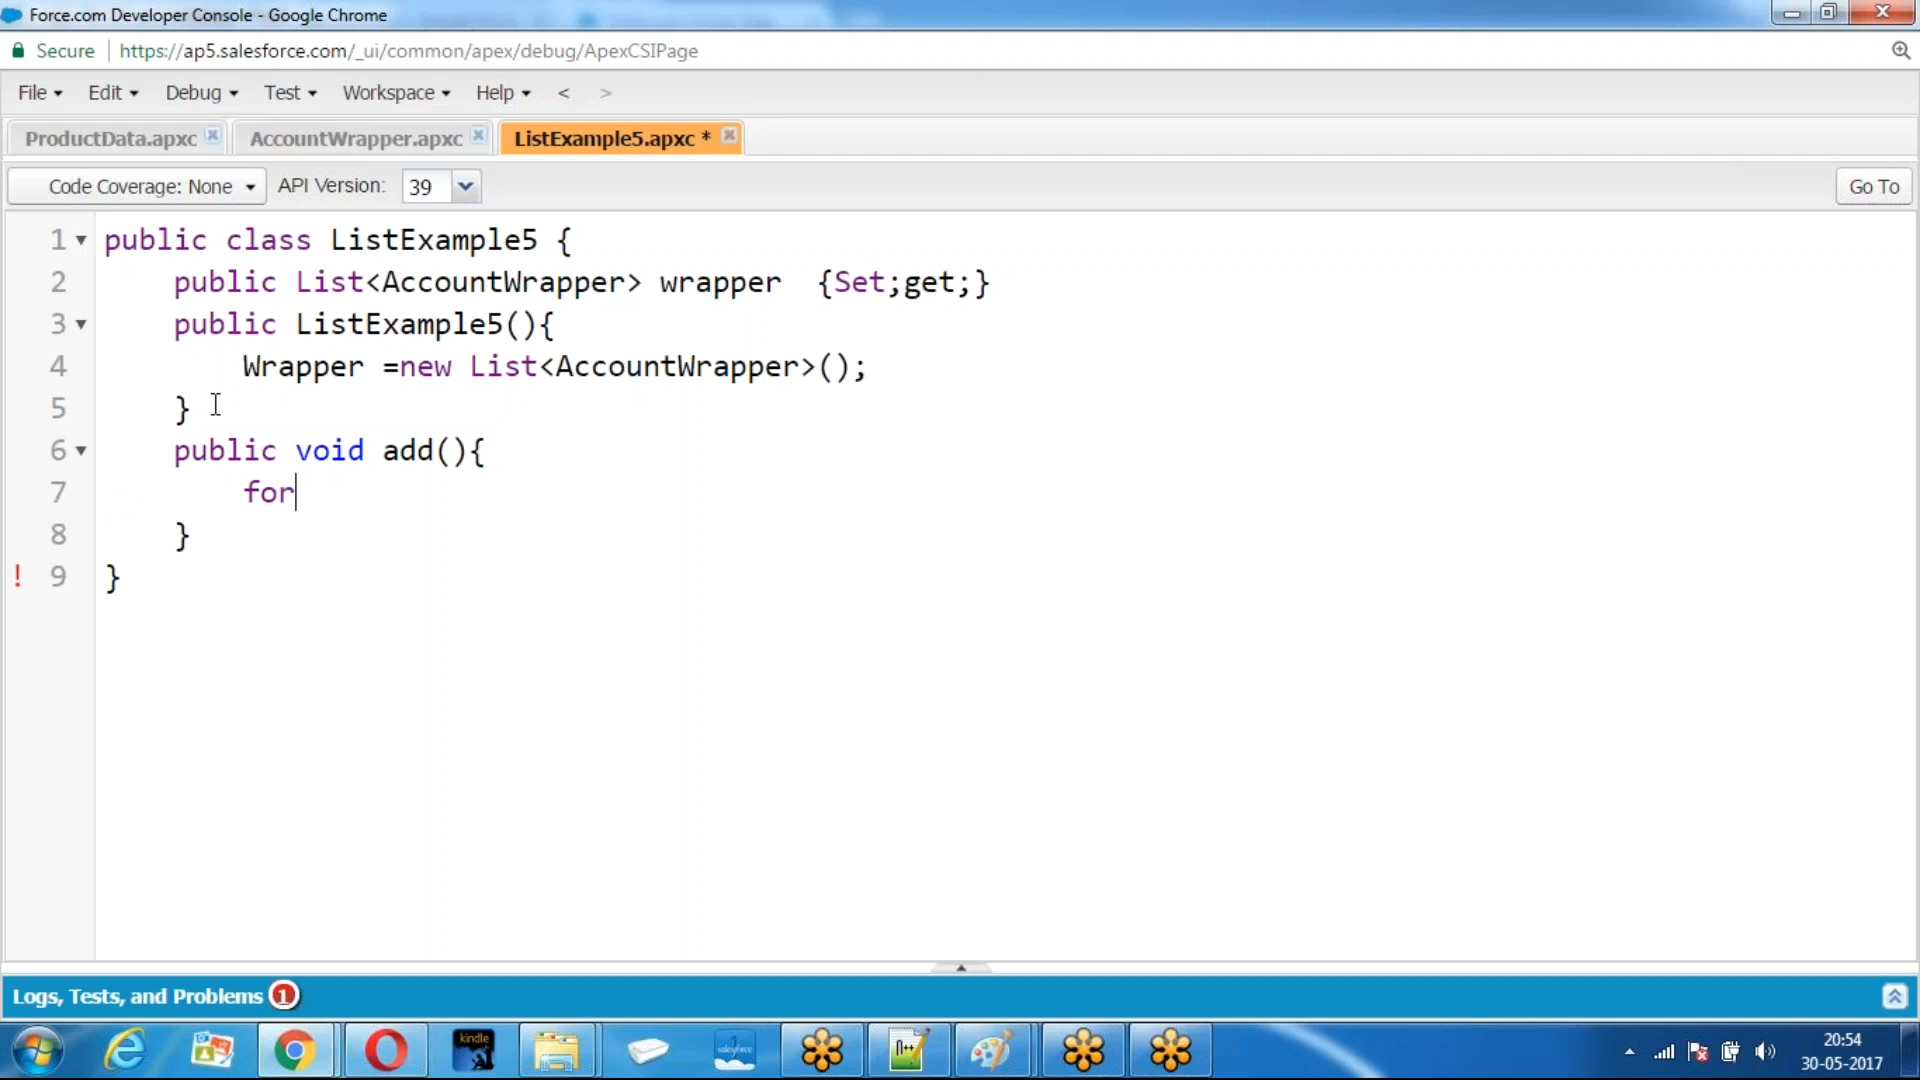 Force.com Developer Console - Google Chrome
Secure https://ap5.salesforce.com/_ui/common/apex/debug/ApexCSIPage
File Edit Debug Test Workspace Help < >
ProductData.apxc AccountWrapper.apxc ListExample5.apxc *
Code Coverage: None API Version: 39 Go To
1 public class ListExample5 {
2 public List<AccountWrapper> wrapper {Set;get;}
3 public ListExample5(){
4 Wrapper =new List<AccountWrapper>();
5 }
6 public void add(){
7 for
8 }
! 9 }
Logs, Tests, and Problems 1
kindle
salesforce
n++
20:54
30-05-2017